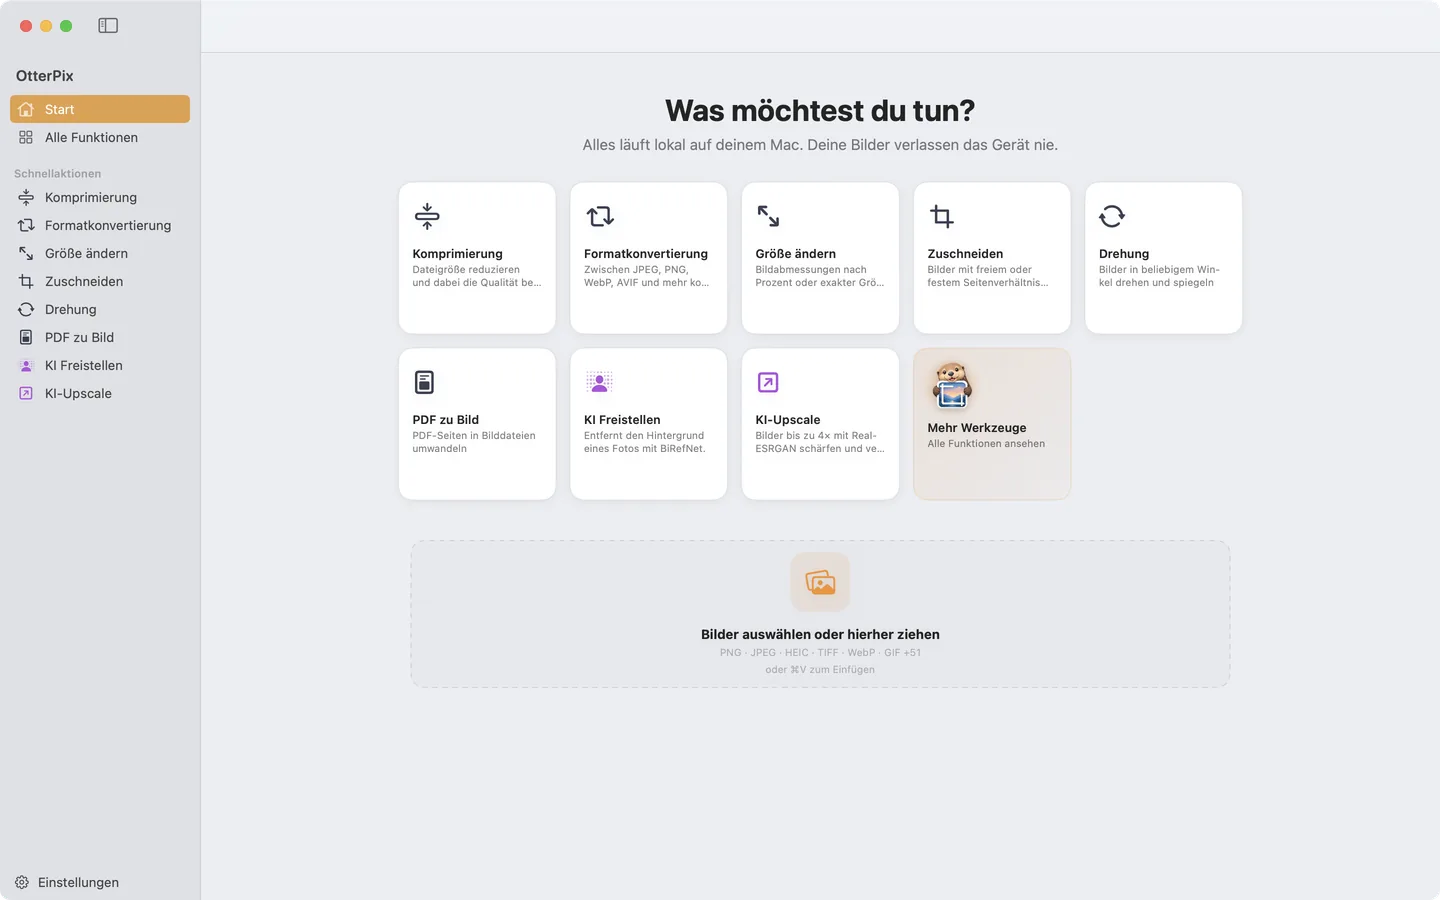 OtterPix
Start
Alle Funktionen
Schnellaktionen
Komprimierung
Formatkonvertierung
Größe ändern
Zuschneiden
Drehung
PDF zu Bild
KI Freistellen
KI-Upscale
Einstellungen
Was möchtest du tun?
Alles läuft lokal auf deinem Mac. Deine Bilder verlassen das Gerät nie.
Komprimierung
Dateigröße reduzieren
und dabei die Qualität be...
Formatkonvertierung
Zwischen JPEG, PNG,
WebP, AVIF und mehr ko...
Größe ändern
Bildabmessungen nach
Prozent oder exakter Grö...
Zuschneiden
Bilder mit freiem oder
festem Seitenverhältnis...
Drehung
Bilder in beliebigem Win-
kel drehen und spiegeln
PDF zu Bild
PDF-Seiten in Bilddateien
umwandeln
KI Freistellen
Entfernt den Hintergrund
eines Fotos mit BiRefNet.
KI-Upscale
Bilder bis zu 4× mit Real-
ESRGAN schärfen und ve...
Mehr Werkzeuge
Alle Funktionen ansehen
Bilder auswählen oder hierher ziehen
PNG · JPEG · HEIC · TIFF · WebP · GIF +51
oder ⌘V zum Einfügen